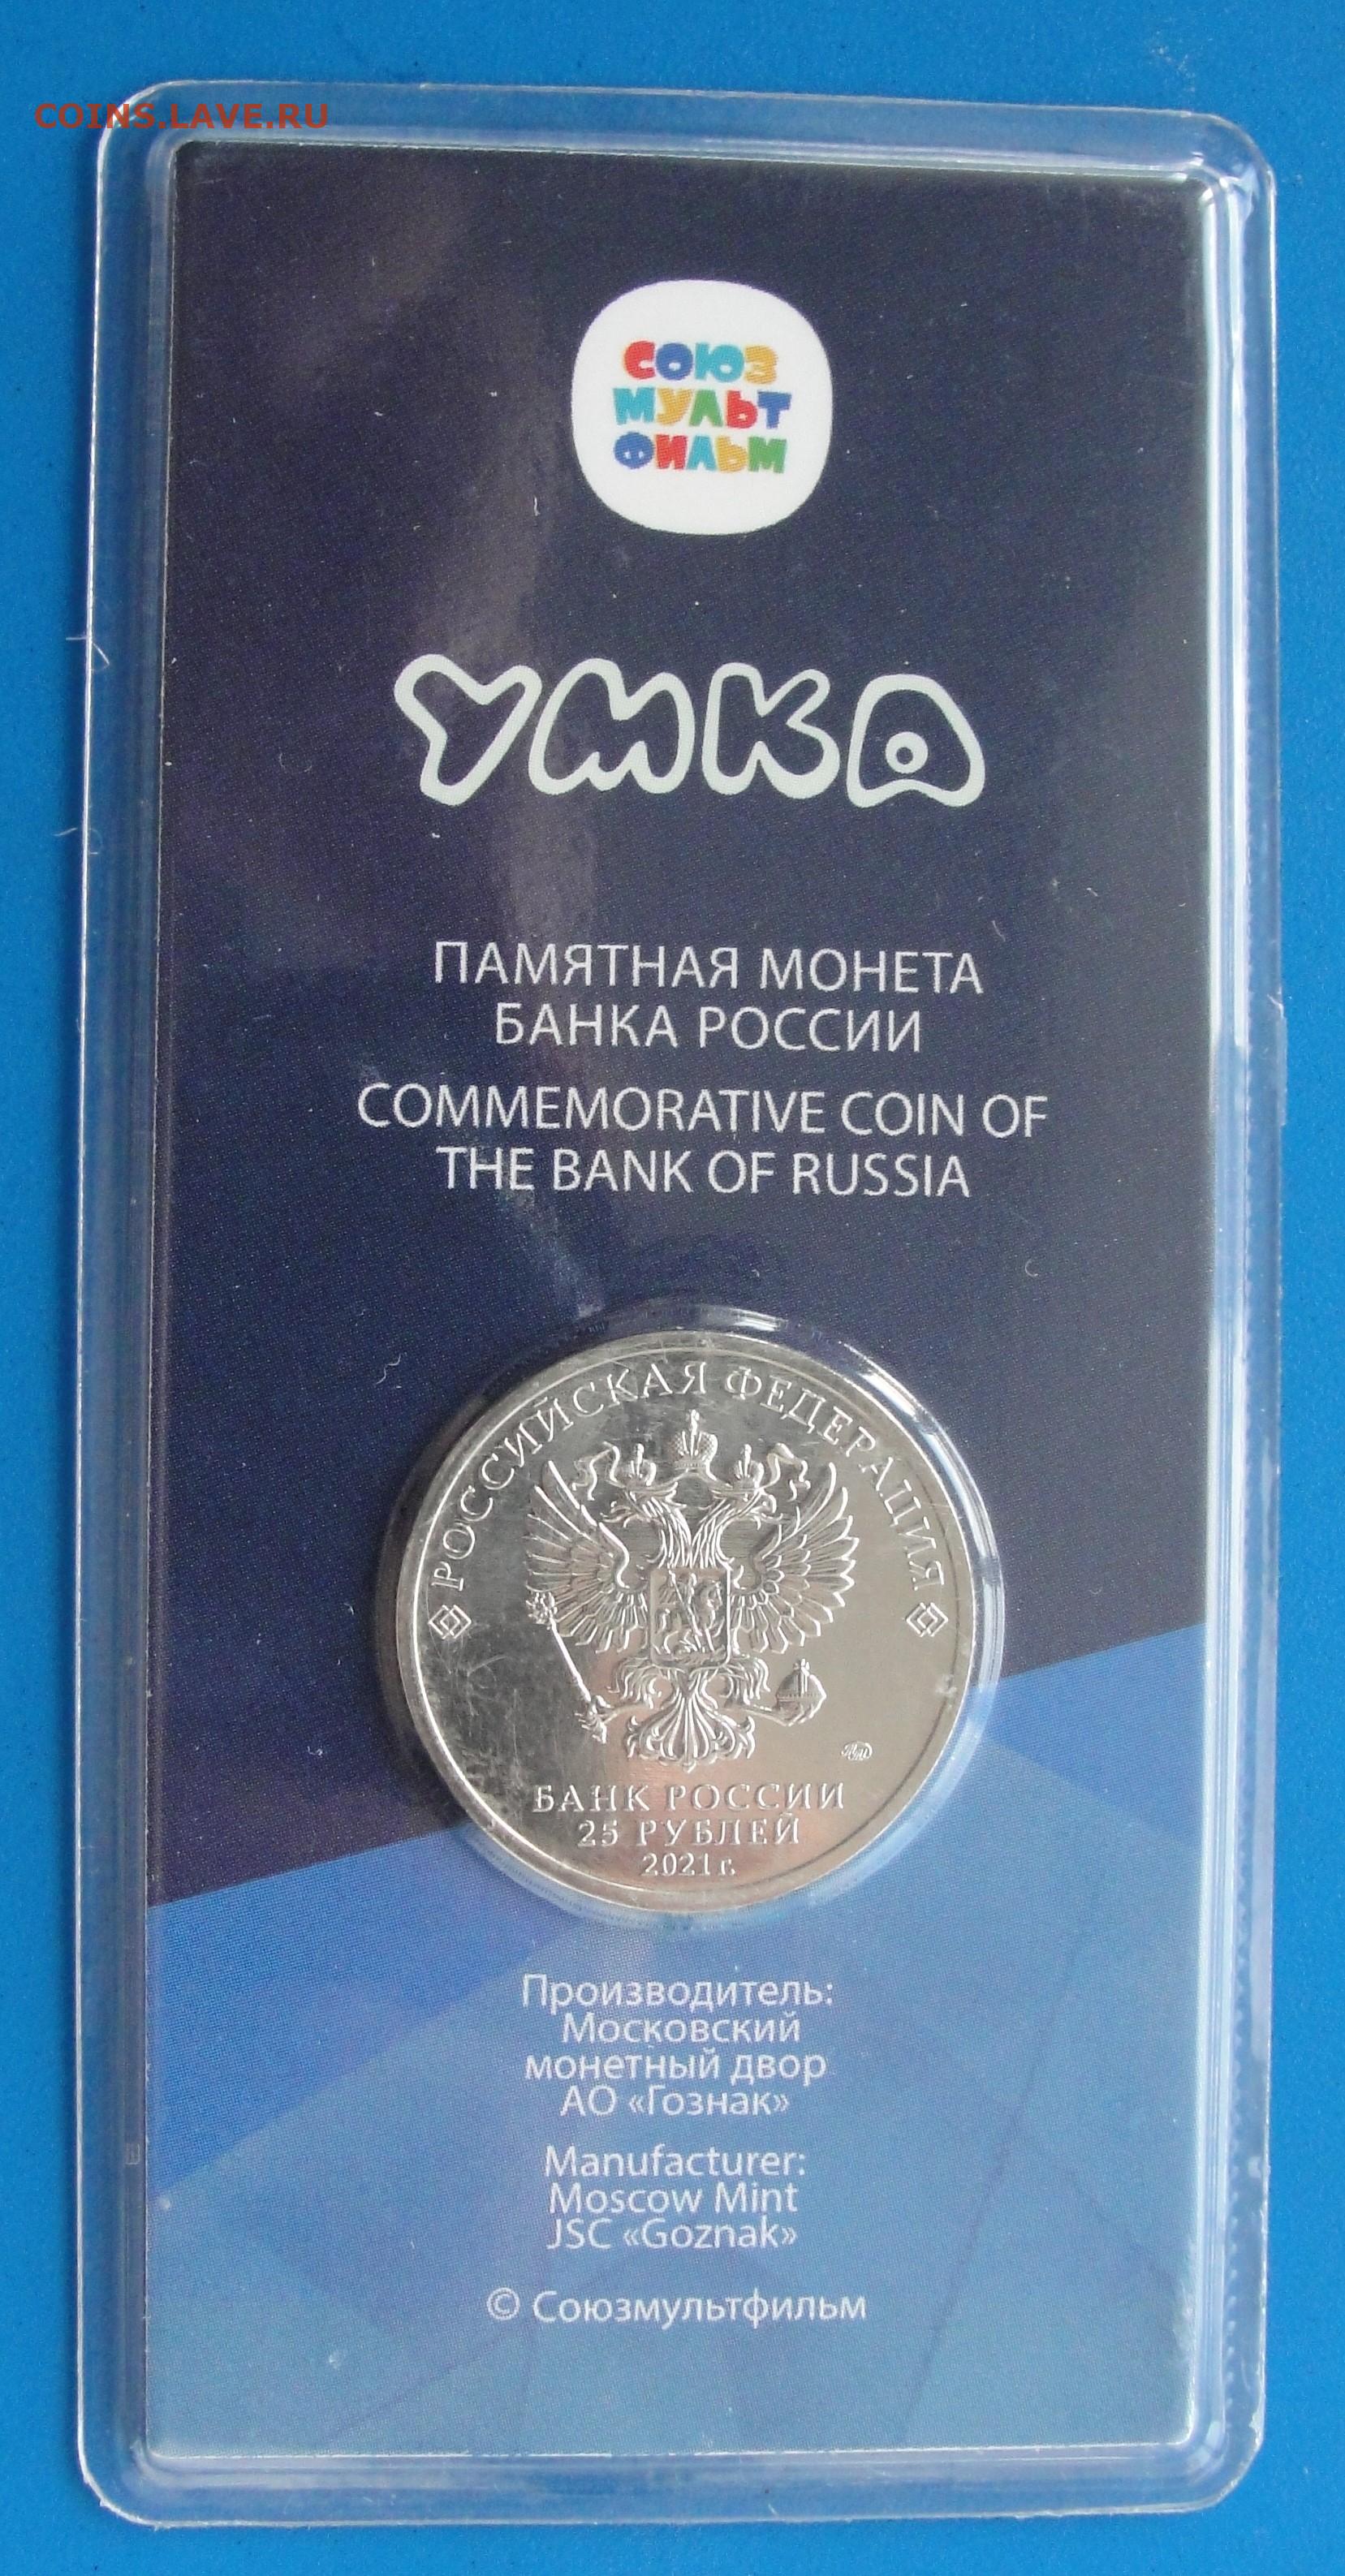 COINS.LAVE.RU
СОЮЗ
МУЛЬТ
ФИЛЬМ
УМКА
ПАМЯТНАЯ МОНЕТА
БАНКА РОССИИ
COMMEMORATIVE COIN OF
THE BANK OF RUSSIA
РОССИЙСКАЯ ФЕДЕРАЦИЯ
ММД
БАНК РОССИИ
25 РУБЛЕЙ
2021 г.
Производитель:
Московский
монетный двор
АО «Гознак»
Manufacturer:
Moscow Mint
JSC «Goznak»
© Союзмультфильм